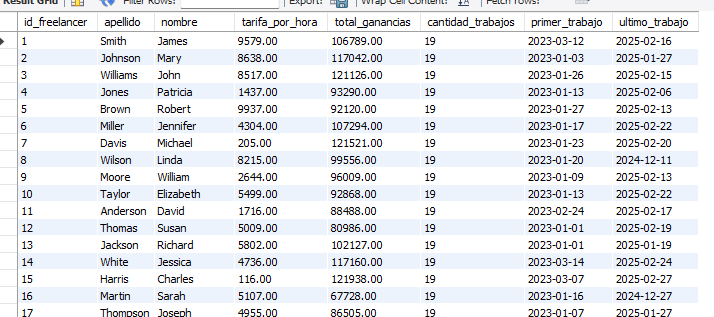 Result Grid Filter Rows: Export: Wrap Cell Content: Fetch rows:
id_freelancer apellido nombre tarifa_por_hora total_ganancias cantidad_trabajos primer_trabajo ultimo_trabajo
1 Smith James 9579.00 106789.00 19 2023-03-12 2025-02-16
2 Johnson Mary 8638.00 117042.00 19 2023-01-03 2025-01-27
3 Williams John 8517.00 121126.00 19 2023-01-26 2025-02-15
4 Jones Patricia 1437.00 93290.00 19 2023-01-13 2025-02-06
5 Brown Robert 9937.00 92120.00 19 2023-01-27 2025-02-13
6 Miller Jennifer 4304.00 107294.00 19 2023-01-17 2025-02-22
7 Davis Michael 205.00 121521.00 19 2023-01-23 2025-02-20
8 Wilson Linda 8215.00 99556.00 19 2023-01-20 2024-12-11
9 Moore William 2644.00 96009.00 19 2023-01-09 2025-02-13
10 Taylor Elizabeth 5499.00 92868.00 19 2023-01-13 2025-02-22
11 Anderson David 1716.00 88488.00 19 2023-02-24 2025-02-17
12 Thomas Susan 5009.00 80986.00 19 2023-01-01 2025-02-19
13 Jackson Richard 5802.00 102127.00 19 2023-01-01 2025-01-19
14 White Jessica 4736.00 117160.00 19 2023-03-14 2025-02-24
15 Harris Charles 116.00 121938.00 19 2023-03-07 2025-02-27
16 Martin Sarah 5107.00 67728.00 19 2023-01-16 2024-12-27
17 Thompson Joseph 4955.00 86505.00 19 2023-01-07 2025-01-27